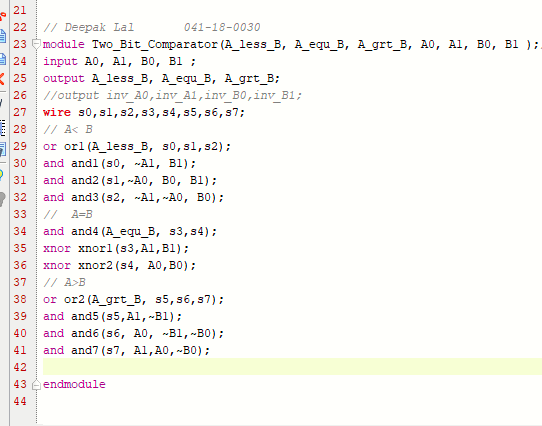 21
22 // Deepak Lal 041-18-0030
23 module Two_Bit_Comparator(A_less_B, A_equ_B, A_grt_B, A0, A1, B0, B1 );
24 input A0, A1, B0, B1 ;
25 output A_less_B, A_equ_B, A_grt_B;
26 //output inv_A0,inv_A1,inv_B0,inv_B1;
27 wire s0,s1,s2,s3,s4,s5,s6,s7;
28 // A< B
29 or or1(A_less_B, s0,s1,s2);
30 and and1(s0, ~A1, B1);
31 and and2(s1,~A0, B0, B1);
32 and and3(s2, ~A1,~A0, B0);
33 // A=B
34 and and4(A_equ_B, s3,s4);
35 xnor xnor1(s3,A1,B1);
36 xnor xnor2(s4, A0,B0);
37 // A>B
38 or or2(A_grt_B, s5,s6,s7);
39 and and5(s5,A1,~B1);
40 and and6(s6, A0, ~B1,~B0);
41 and and7(s7, A1,A0,~B0);
42
43 endmodule
44